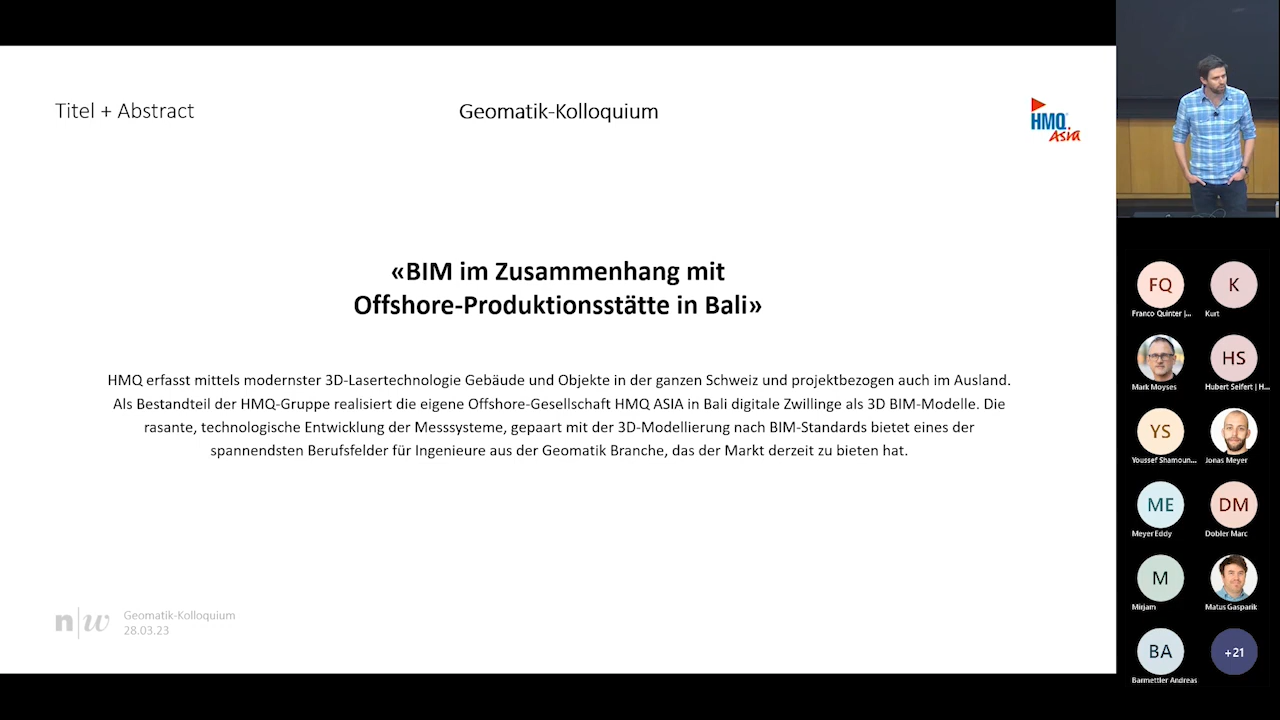 Titel + Abstract
Geomatik-Kolloquium
HMQ
Asia
«BIM im Zusammenhang mit
Offshore-Produktionsstätte in Bali»
HMQ erfasst mittels modernster 3D-Lasertechnologie Gebäude und Objekte in der ganzen Schweiz und projektbezogen auch im Ausland.
Als Bestandteil der HMQ-Gruppe realisiert die eigene Offshore-Gesellschaft HMQ ASIA in Bali digitale Zwillinge als 3D BIM-Modelle. Die
rasante, technologische Entwicklung der Messsysteme, gepaart mit der 3D-Modellierung nach BIM-Standards bietet eines der
spannendsten Berufsfelder für Ingenieure aus der Geomatik Branche, das der Markt derzeit zu bieten hat.
n|w
Geomatik-Kolloquium
28.03.23
FQ
Franco Quinter |...
K
Kurt
Mark Moyses
HS
Hubert Seifert | H...
YS
Youssef Shamoun...
Jonas Meyer
ME
Meyer Eddy
DM
Dobler Marc
M
Mirjam
Matus Gasparik
BA
Barmettler Andreas
+21